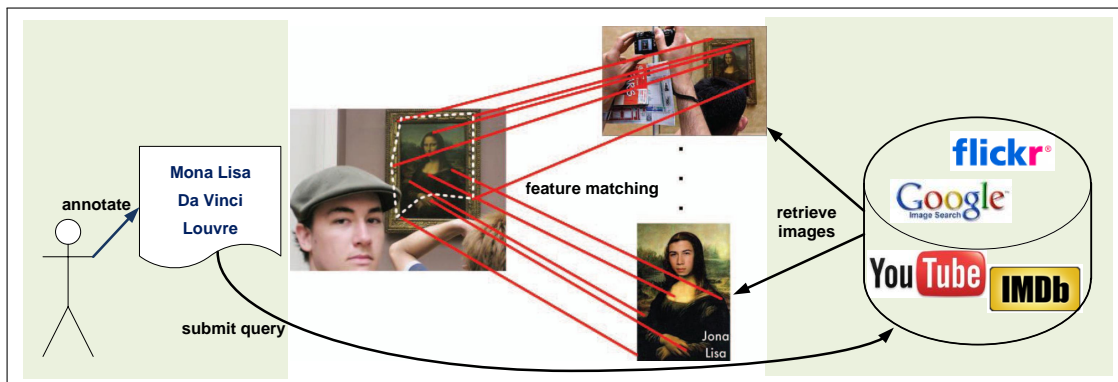 annotate
Mona Lisa
Da Vinci
Louvre
submit query
feature matching
Jona
Lisa
retrieve
images
flickr®
Google™
Image Search
YouTube
IMDb